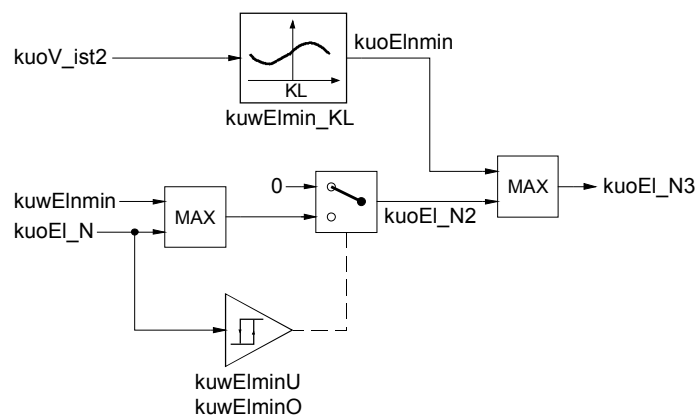 kuoElnmin
kuoV_ist2
KL
kuwElmin_KL
kuwElnmin
kuoEl_N
MAX
0
kuoEl_N2
MAX
kuoEl_N3
kuwElminU
kuwElminO